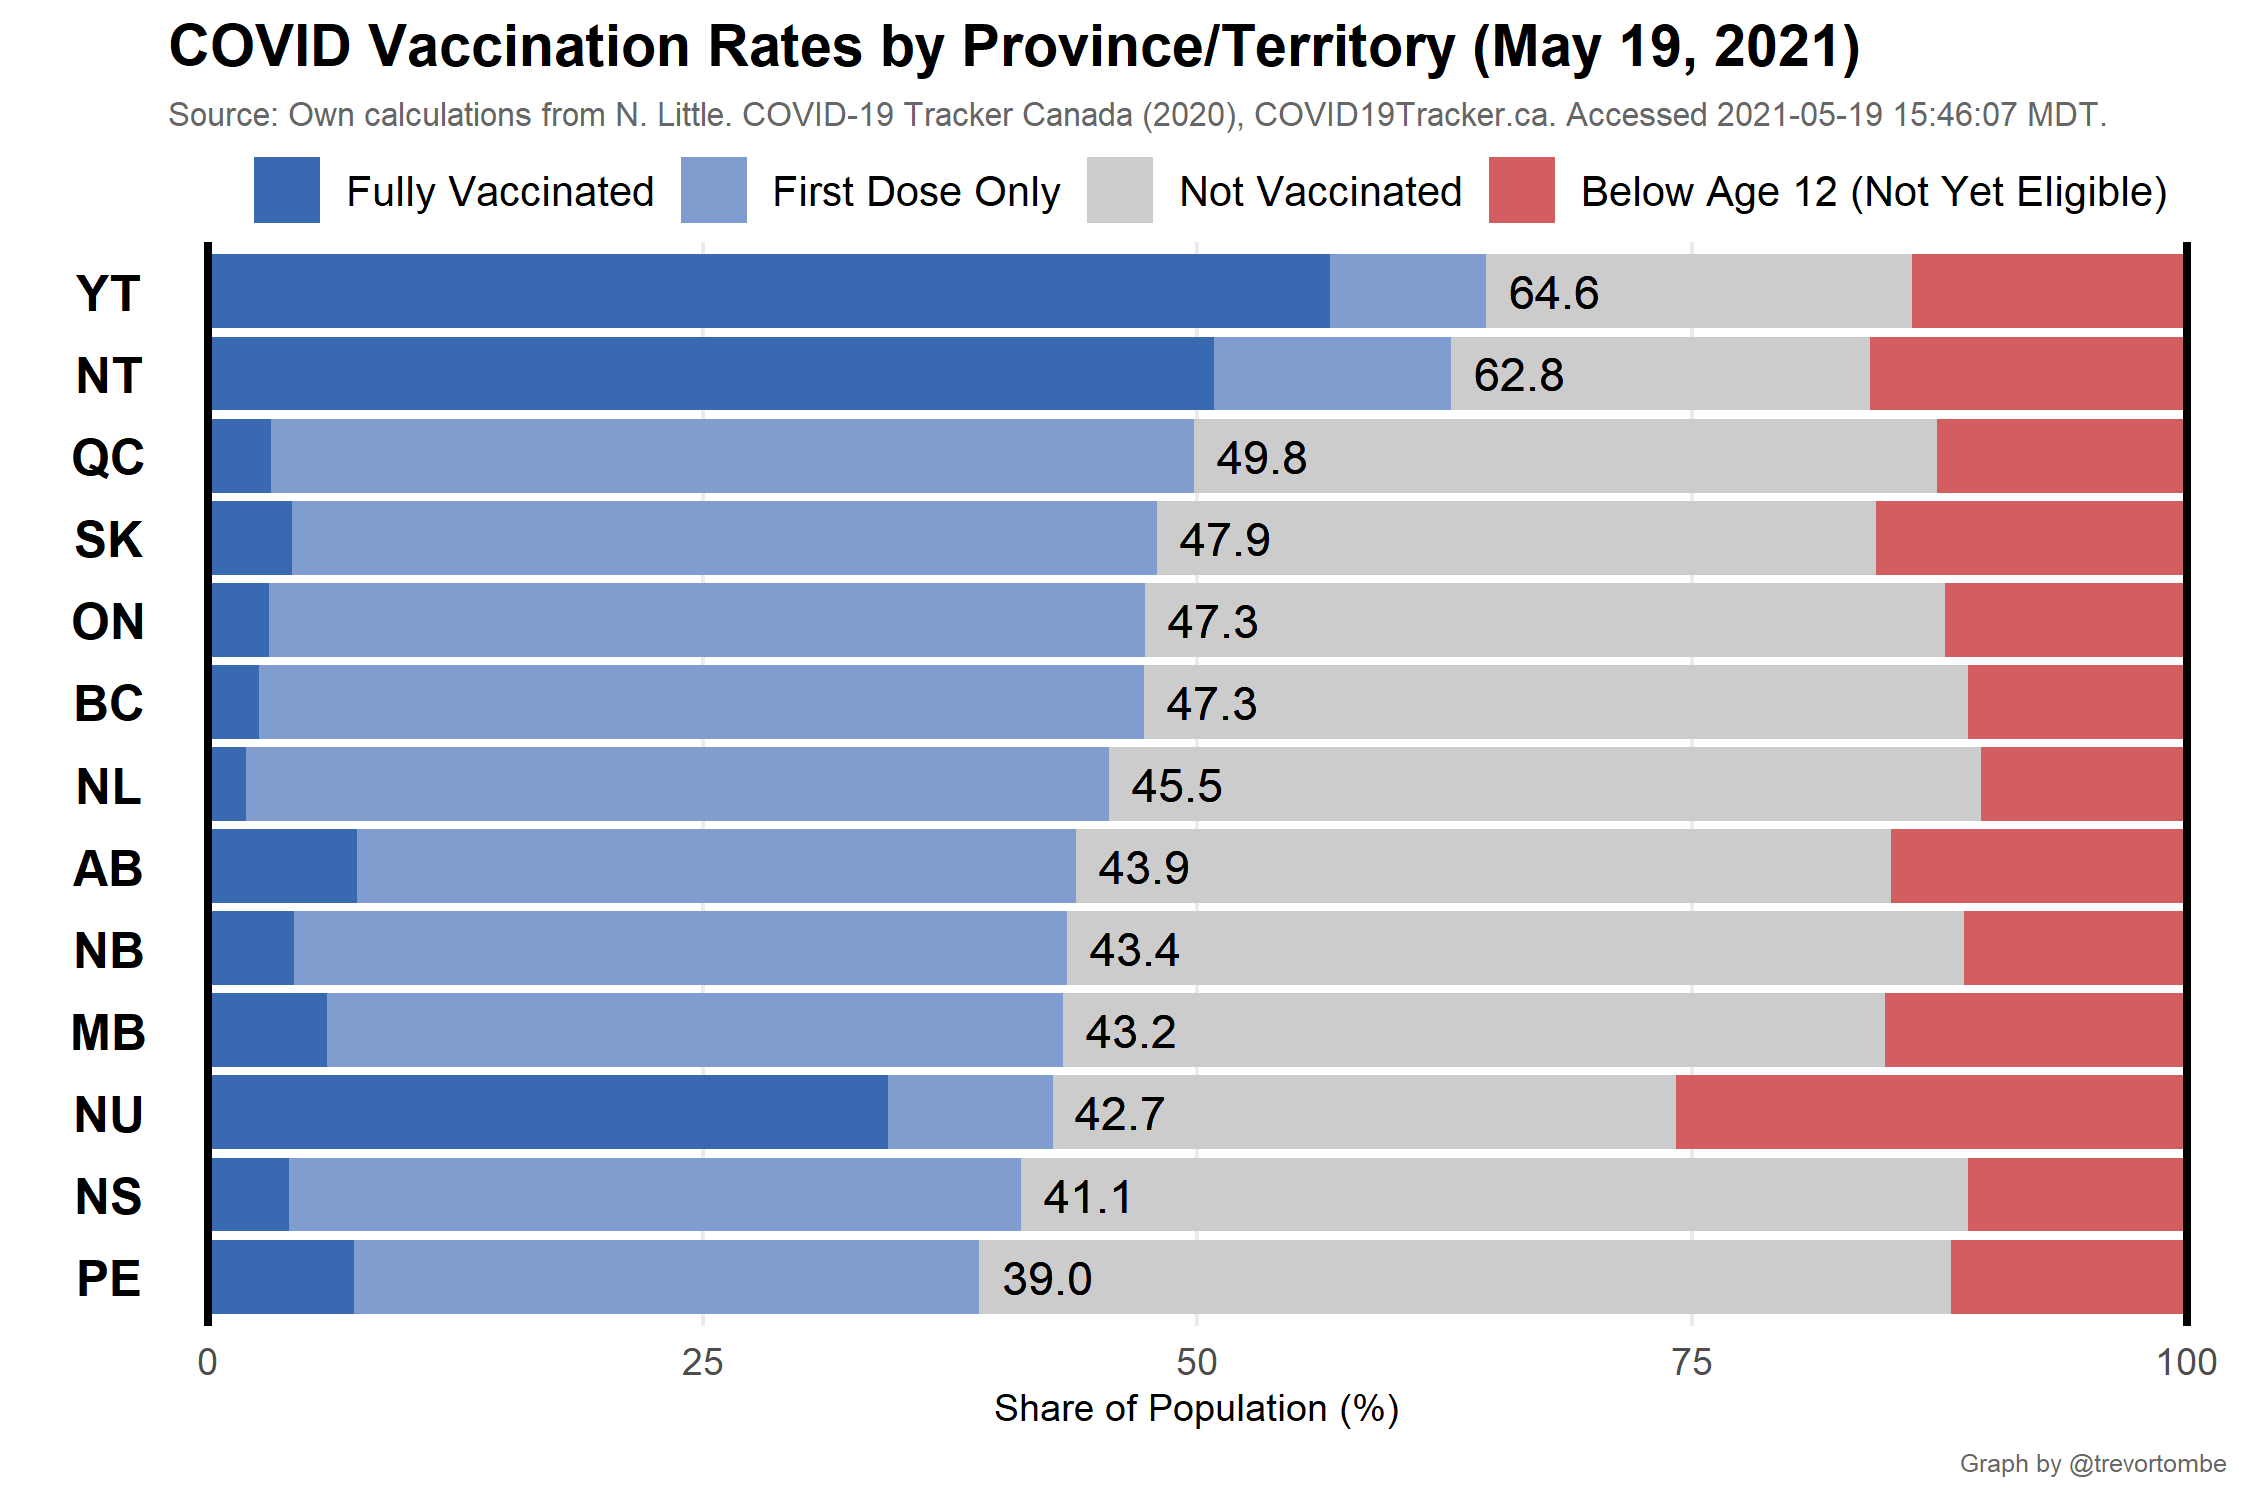 COVID Vaccination Rates by Province/Territory (May 19, 2021)
Source: Own calculations from N. Little. COVID-19 Tracker Canada (2020), COVID19Tracker.ca. Accessed 2021-05-19 15:46:07 MDT.
Fully Vaccinated First Dose Only Not Vaccinated Below Age 12 (Not Yet Eligible)
YT 64.6
NT 62.8
QC 49.8
SK 47.9
ON 47.3
BC 47.3
NL 45.5
AB 43.9
NB 43.4
MB 43.2
NU 42.7
NS 41.1
PE 39.0
0 25 50 75 100
Share of Population (%)
Graph by @trevortombe